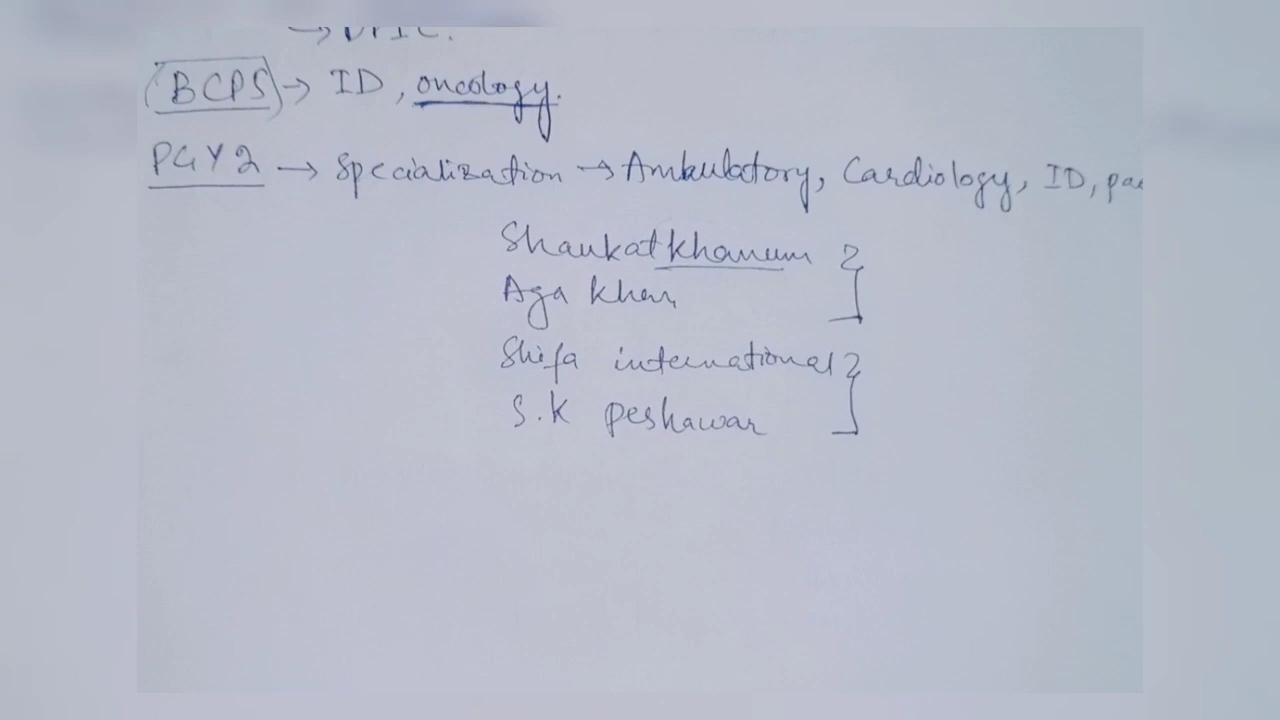 (BCPS) → ID, oncology.
PGY2 → Specialization → Ambulatory, Cardiology, ID,
Shaukat khanum
Aga khan
Shifa international
S.K peshawar